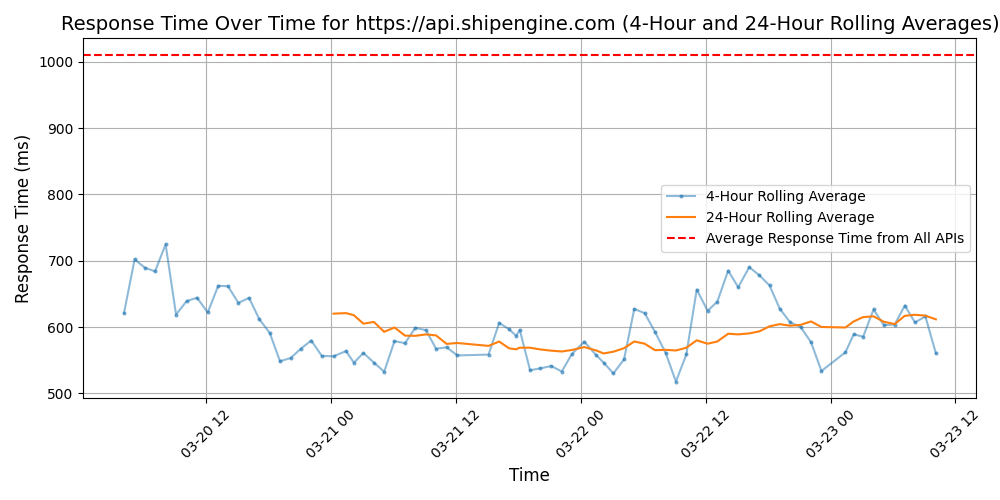 Response Time Over Time for https://api.shipengine.com (4-Hour and 24-Hour Rolling Averages)
Response Time (ms)
1000
900
800
700
600
500
4-Hour Rolling Average
24-Hour Rolling Average
Average Response Time from All APIs
03-20 12
03-21 00
03-21 12
03-22 00
03-22 12
03-23 00
03-23 12
Time